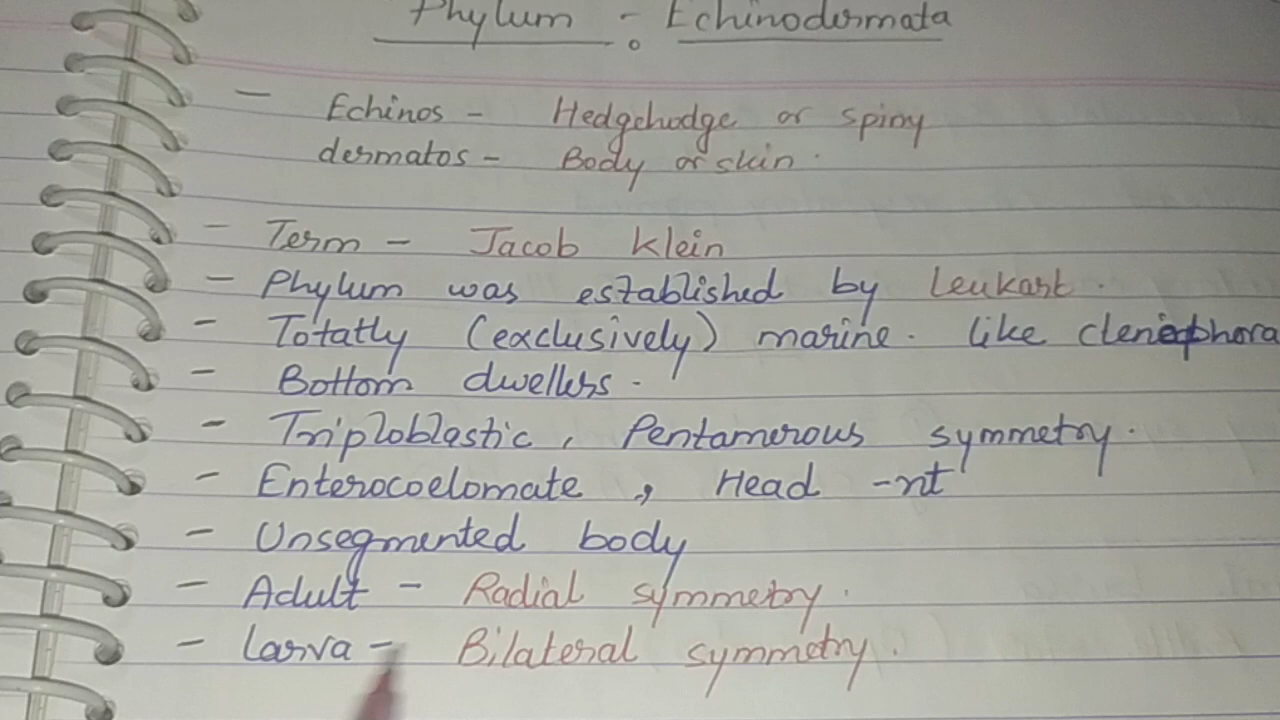 Phylum : Echinodermata
- Echinos - Hedgehodge or spiny
dermatos - Body or skin.
- Term - Jacob Klein
- Phylum was established by Leukart.
- Totatly (exclusively) marine. like ctenophora
- Bottom dwellers.
- Triploblastic, Pentamerous symmetry.
- Enterocoelomate, Head -nt
- Unsegmented body
- Adult - Radial symmetry.
- Larva - Bilateral symmetry.